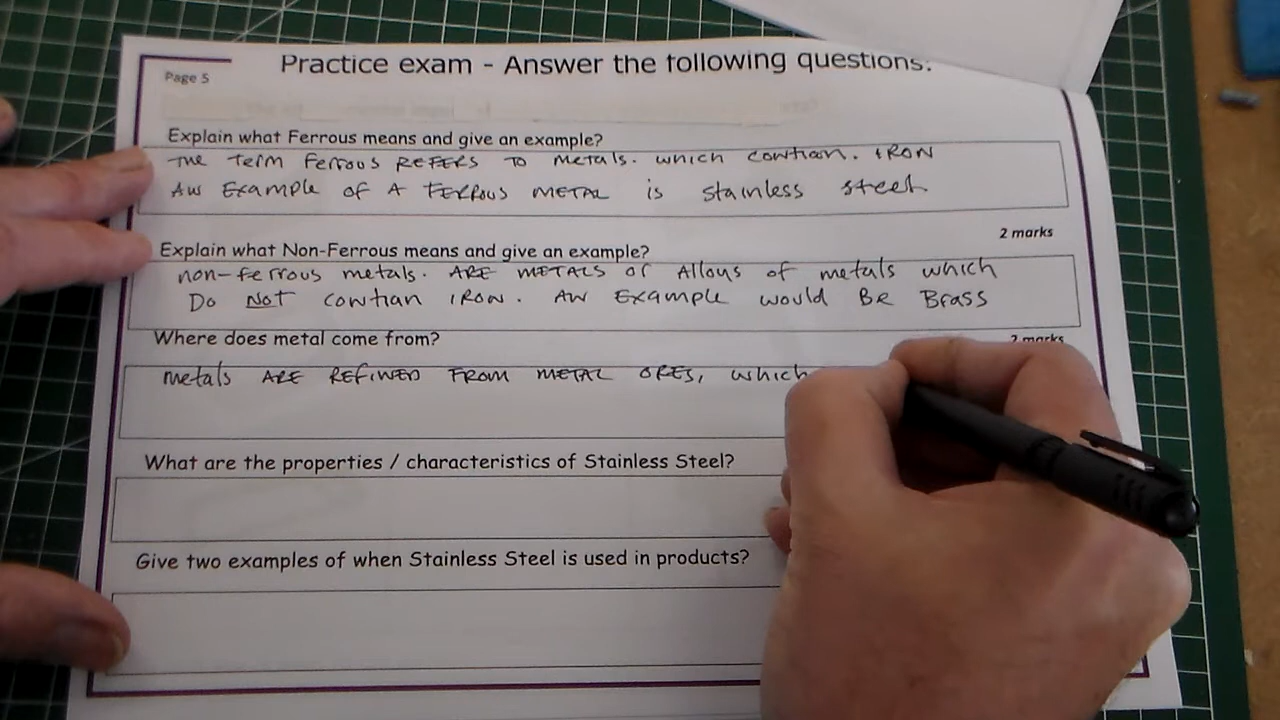 Practice exam - Answer the following questions:
Page 5
Explain what Ferrous means and give an example?
THE Term Ferrous REFERS TO Metals. which contian. IRON
AN Example OF A FERROUS METAL is stainless steel
2 marks
Explain what Non-Ferrous means and give an example?
non-ferrous metals. ARE METALS or Alloys of metals which
Do Not contian IRON. AN Example would BE Brass
2 marks
Where does metal come from?
metals ARE REFINED FROM METAL ORES, which
What are the properties / characteristics of Stainless Steel?
Give two examples of when Stainless Steel is used in products?